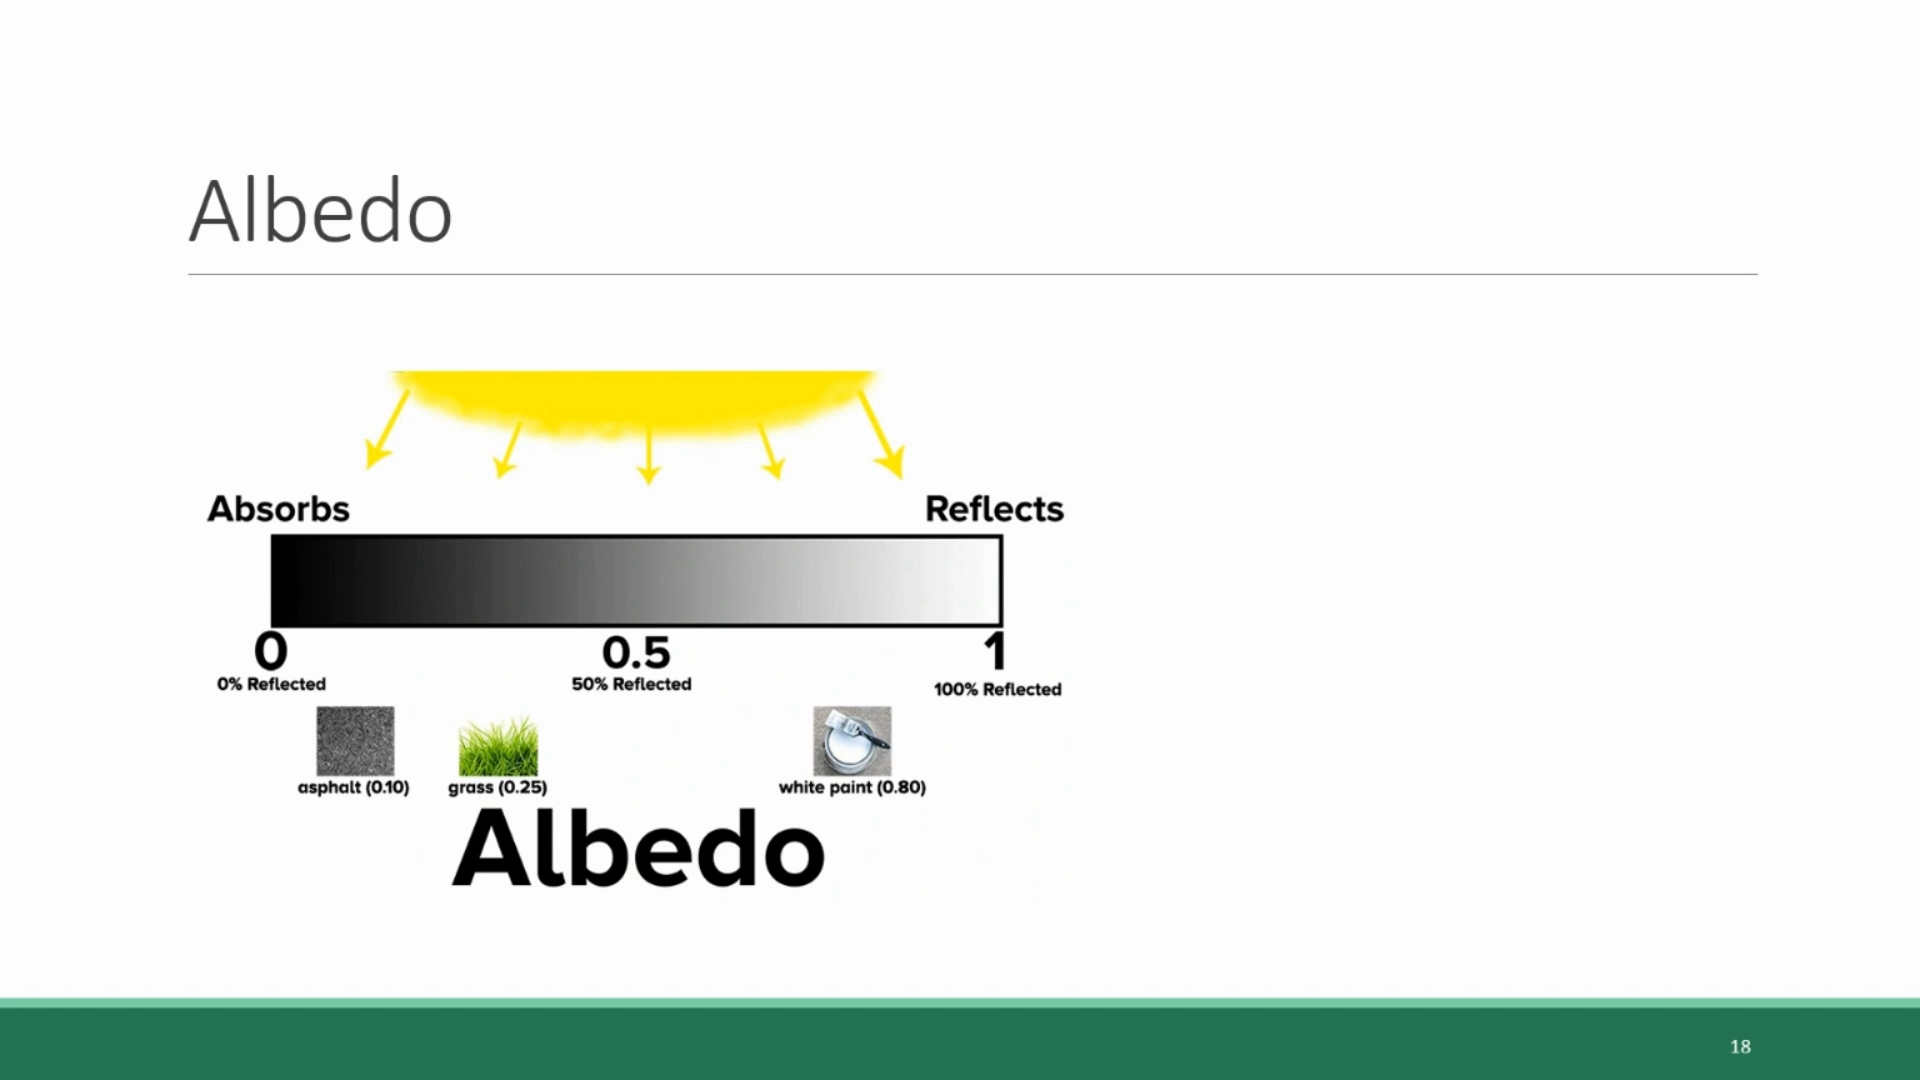 Albedo
Absorbs
Reflects
0
0.5
1
0% Reflected
50% Reflected
100% Reflected
asphalt (0.10)
grass (0.25)
white paint (0.80)
Albedo
18